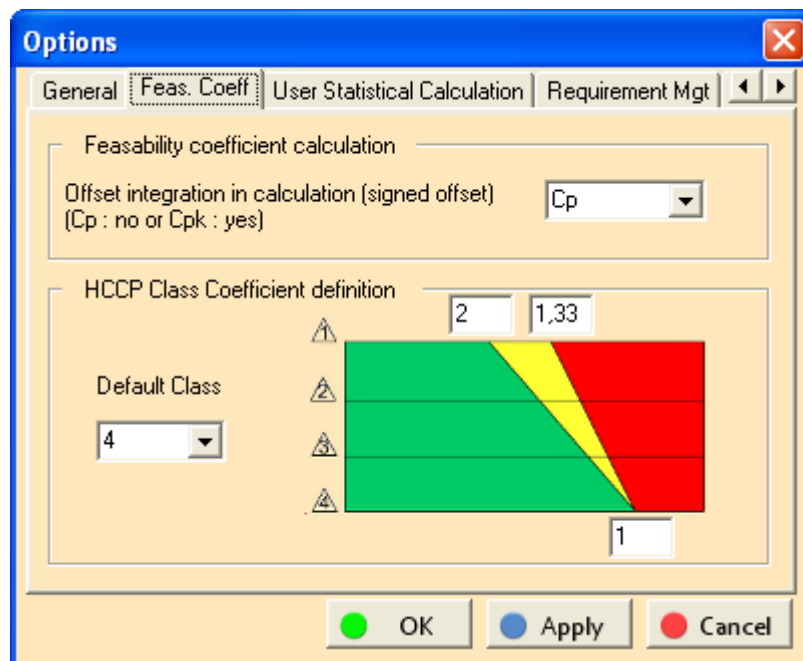 Options
General Feas. Coeff User Statistical Calculation Requirement Mgt
Feasability coefficient calculation
Offset integration in calculation (signed offset)
(Cp : no or Cpk : yes)
Cp
HCCP Class Coefficient definition
2 1,33
1
Default Class
2
4
3
4
1
OK Apply Cancel